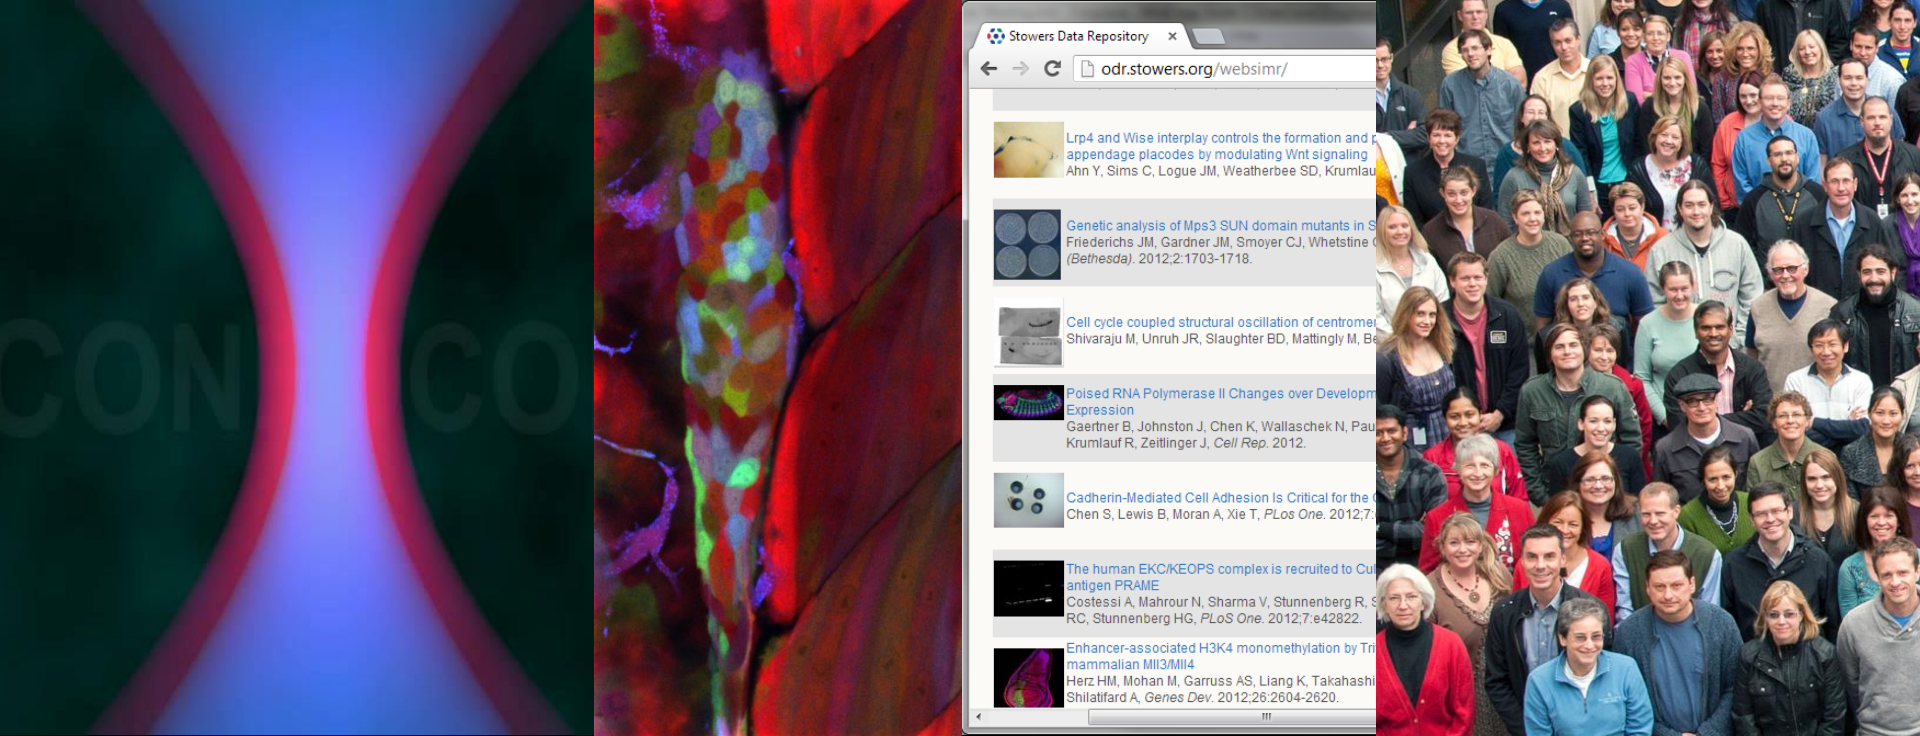 CON CO
Stowers Data Repository
odr.stowers.org/websimr/
Lrp4 and Wise interplay controls the formation and
appendage placodes by modulating Wnt signaling
Ahn Y, Sims C, Logue JM, Weatherbee SD, Krumlau
Genetic analysis of Mps3 SUN domain mutants in S
Friederichs JM, Gardner JM, Smoyer CJ, Whetstine
(Bethesda). 2012;2:1703-1718.
Cell cycle coupled structural oscillation of centrome
Shivaraju M, Unruh JR, Slaughter BD, Mattingly M, Be
Poised RNA Polymerase II Changes over Developm
Expression
Gaertner B, Johnston J, Chen K, Wallaschek N, Pau
Krumlauf R, Zeitlinger J, Cell Rep. 2012.
Cadherin-Mediated Cell Adhesion Is Critical for the
Chen S, Lewis B, Moran A, Xie T, PLos One. 2012;7:
The human EKC/KEOPS complex is recruited to Cul
antigen PRAME
Costessi A, Mahrour N, Sharma V, Stunnenberg R, S
RC, Stunnenberg HG, PLoS One. 2012;7:e42822.
Enhancer-associated H3K4 monomethylation by Tri
mammalian Mll3/Mll4
Herz HM, Mohan M, Garruss AS, Liang K, Takahashi
Shilatifard A, Genes Dev. 2012;26:2604-2620.